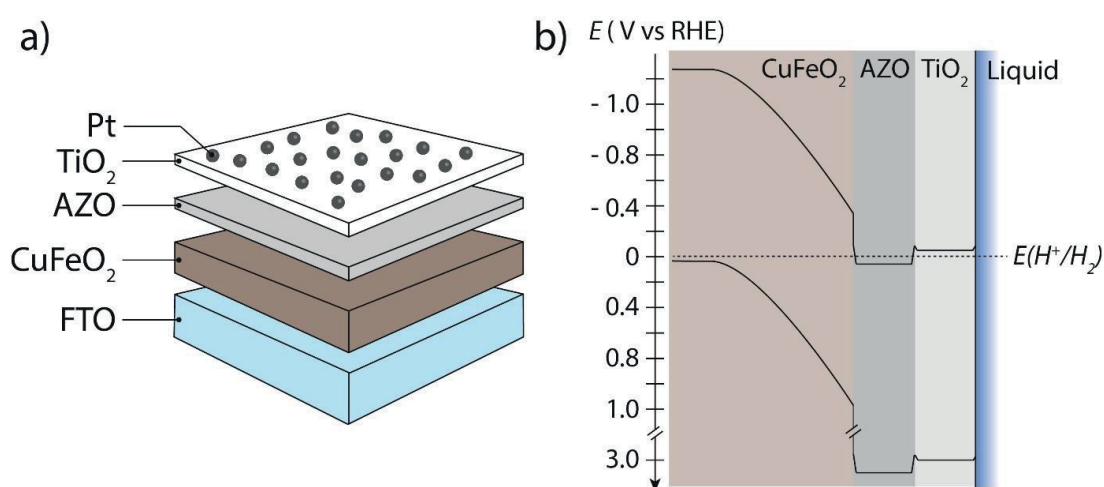 a)
Pt
TiO₂
AZO
CuFeO₂
FTO
b)
E ( V vs RHE)
CuFeO₂ AZO TiO₂ Liquid
- 1.0
- 0.8
- 0.4
0
E(H⁺/H₂)
0.4
0.8
1.0
3.0